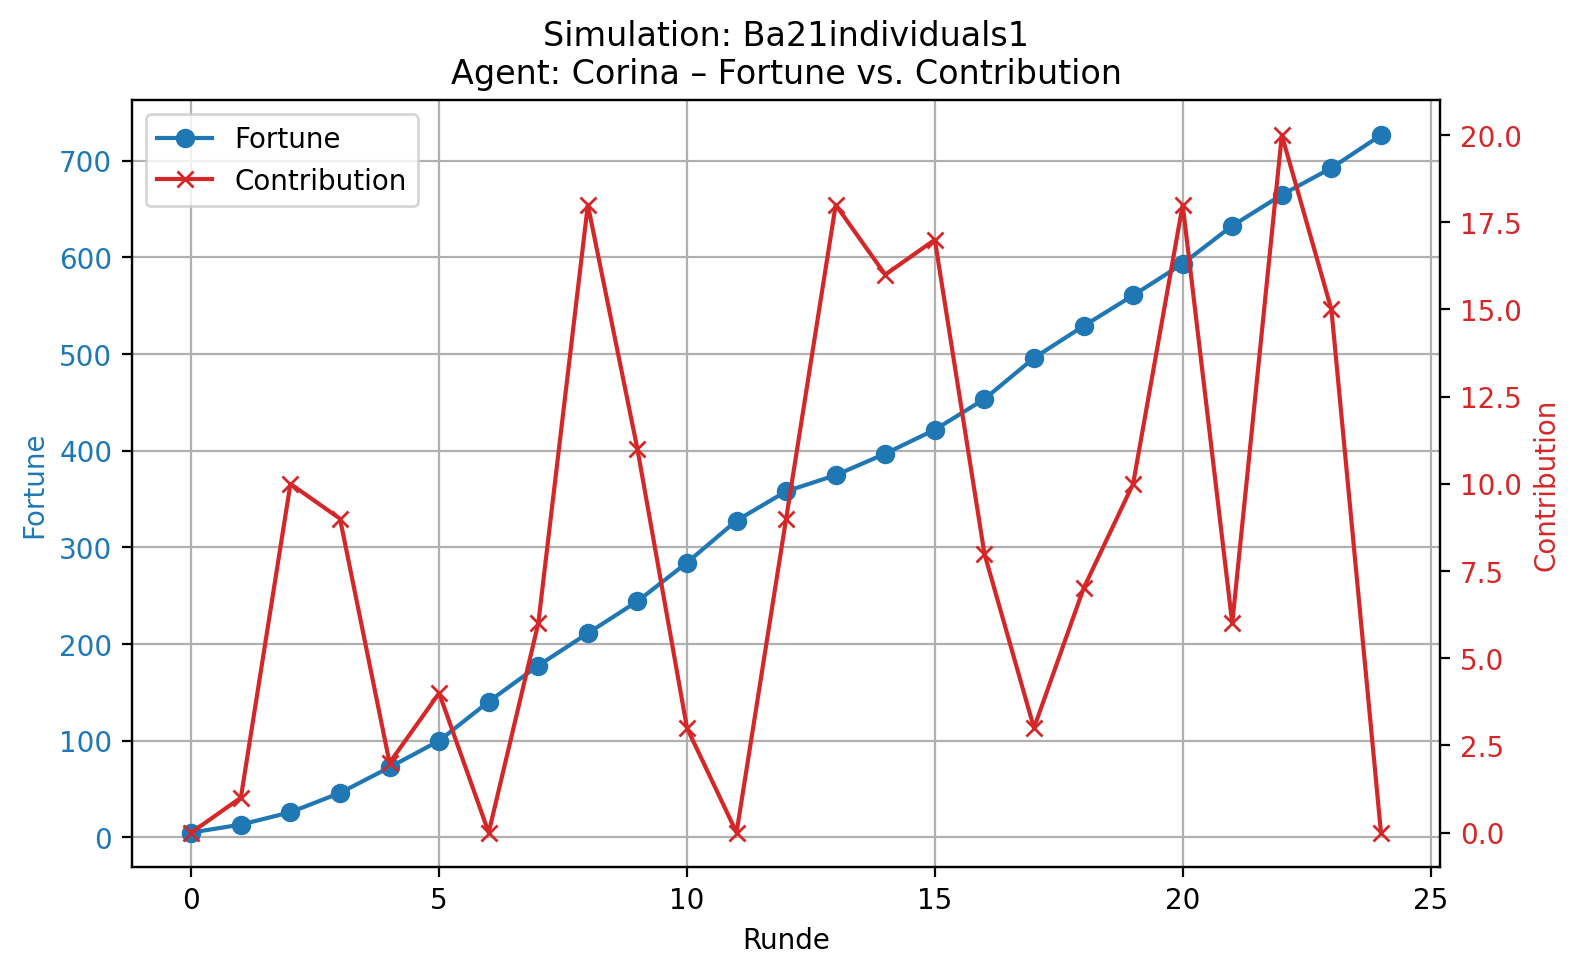 Simulation: Ba21individuals1
Agent: Corina – Fortune vs. Contribution
Fortune
Contribution
700
600
500
400
300
200
100
0
Fortune
20.0
17.5
15.0
12.5
10.0
7.5
5.0
2.5
0.0
Contribution
0 5 10 15 20 25
Runde